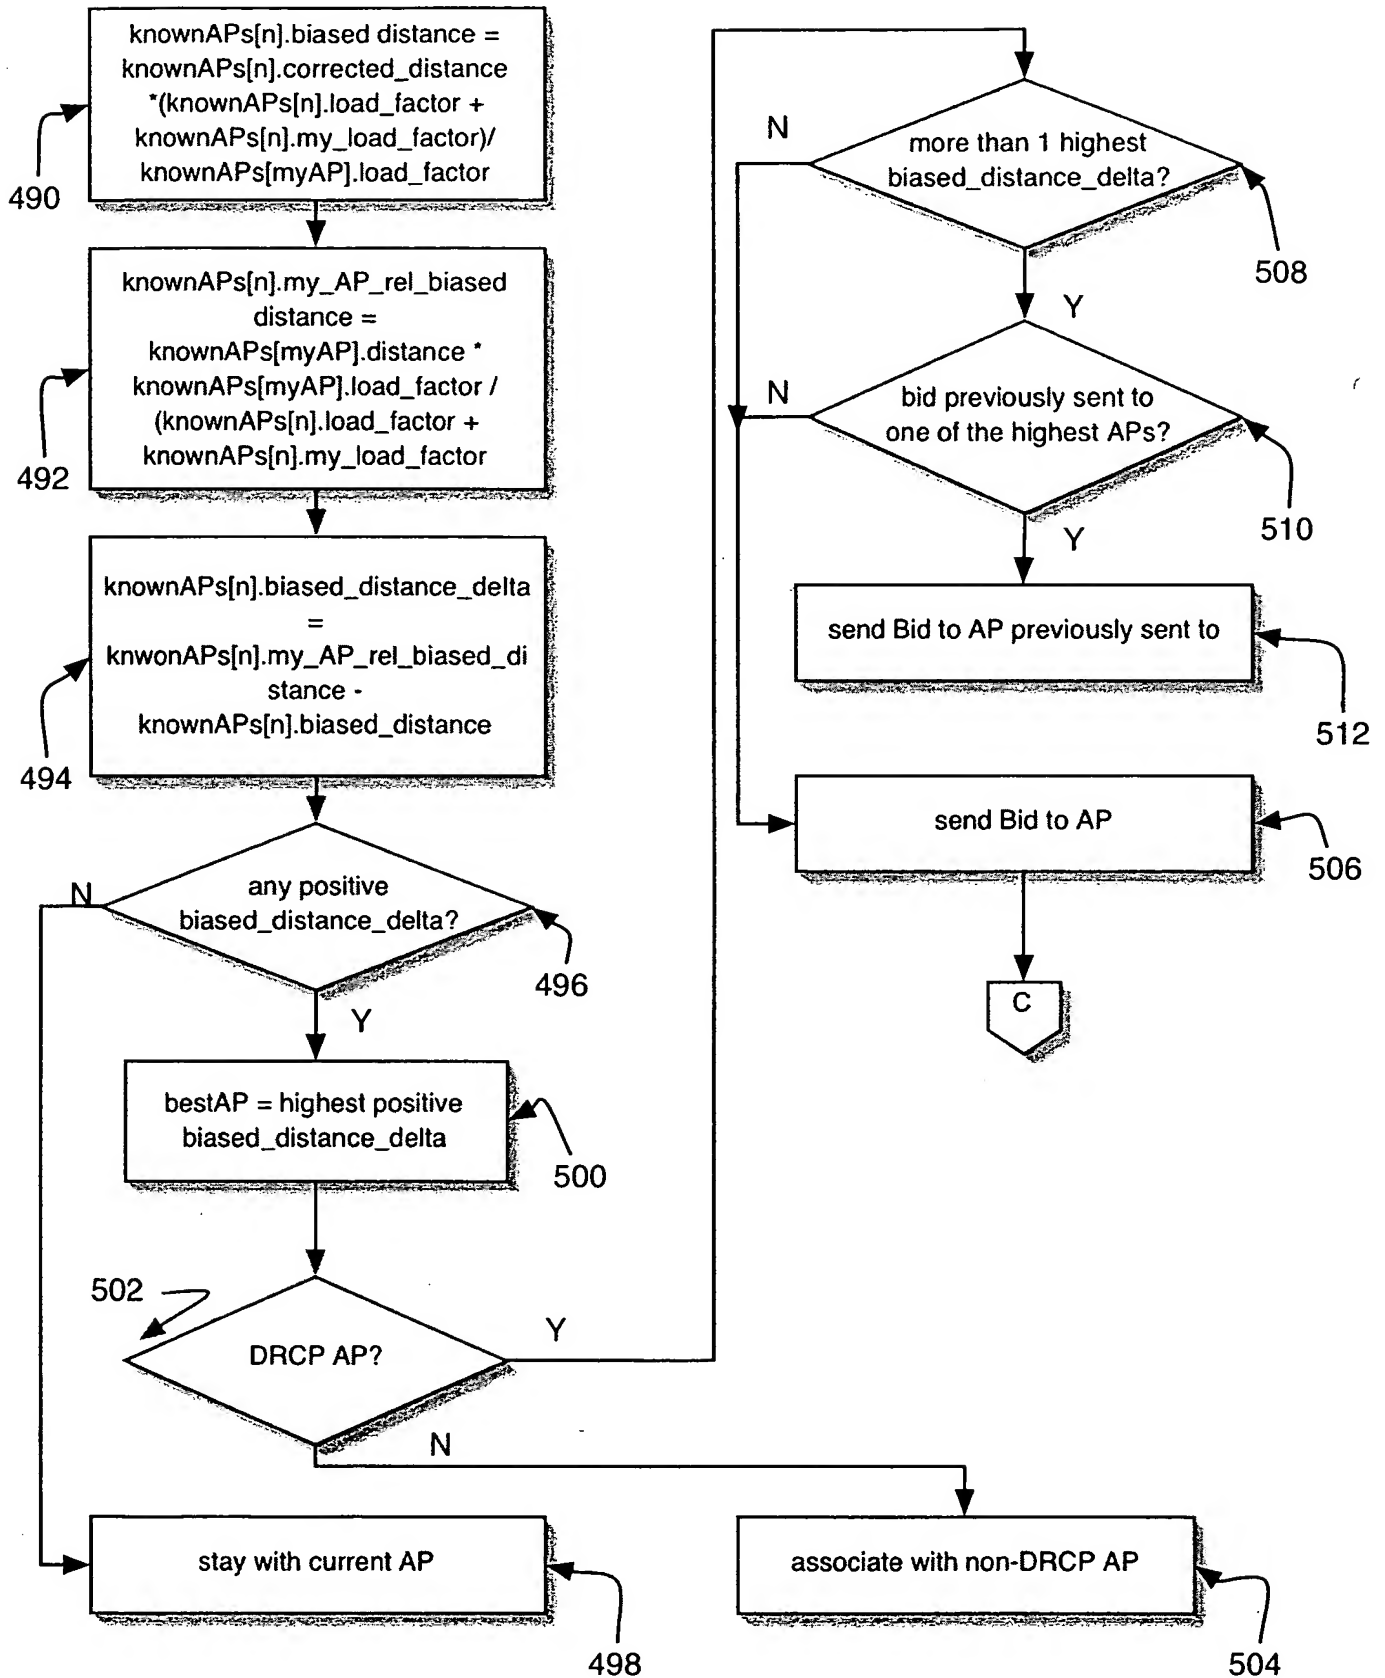 knownAPs[n].biased distance =
knownAPs[n].corrected_distance
*(knownAPs[n].load_factor +
knownAPs[n].my_load_factor)/
knownAPs[myAP].load_factor
490
knownAPs[n].my_AP_rel_biased
distance =
knownAPs[myAP].distance *
knownAPs[myAP].load_factor /
(knownAPs[n].load_factor +
knownAPs[n].my_load_factor
492
knownAPs[n].biased_distance_delta
=
knwonAPs[n].my_AP_rel_biased_di
stance -
knownAPs[n].biased_distance
494
any positive
biased_distance_delta?
N
496
Y
bestAP = highest positive
biased_distance_delta
500
502
DRCP AP?
Y
N
stay with current AP
498
associate with non-DRCP AP
504
more than 1 highest
biased_distance_delta?
N
508
Y
bid previously sent to
one of the highest APs?
N
510
Y
send Bid to AP previously sent to
512
send Bid to AP
506
C